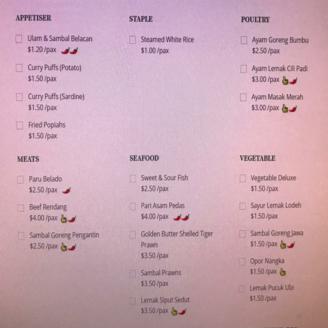 APPETISER
Ulam & Sambal Belacan
$1.20 /pax
Curry Puffs (Potato)
$1.50 /pax
Curry Puffs (Sardine)
$1.50 /pax
Fried Popiahs
$1.50 /pax
STAPLE
Steamed White Rice
$1.00 /pax
POULTRY
Ayam Goreng Bumbu
$2.50 /pax
Ayam Lemak Cili Padi
$3.00 /pax
Ayam Masak Merah
$3.00 /pax
MEATS
Paru Belado
$2.50 /pax
Beef Rendang
$4.00 /pax
Sambal Goreng Pengantin
$2.50 /pax
SEAFOOD
Sweet & Sour Fish
$2.50 /pax
Pari Asam Pedas
$4.00 /pax
Golden Butter Shelled Tiger
Prawn
$3.50 /pax
Sambal Prawns
$3.50 /pax
Lemak Siput Sedut
$3.50 /pax
VEGETABLE
Vegetable Deluxe
$1.50 /pax
Sayur Lemak Lodeh
$1.50 /pax
Sambal Goreng Jawa
$1.50 /pax
Opor Nangka
$1.50 /pax
Lemak Pucuk Ubi
$1.50 /pax